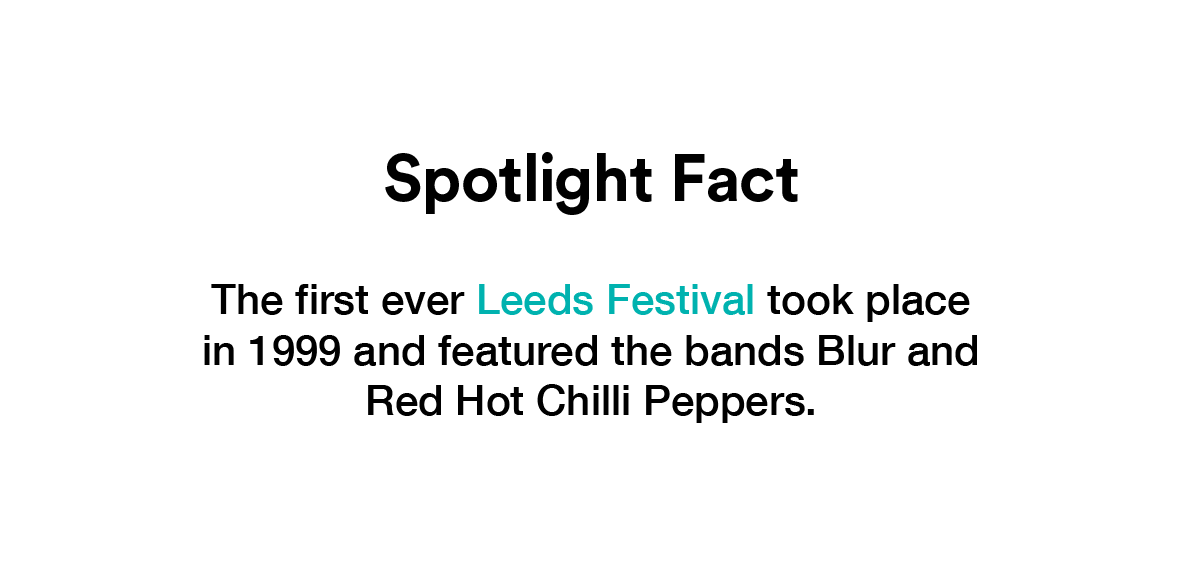 Spotlight Fact
The first ever Leeds Festival took place
in 1999 and featured the bands Blur and
Red Hot Chilli Peppers.